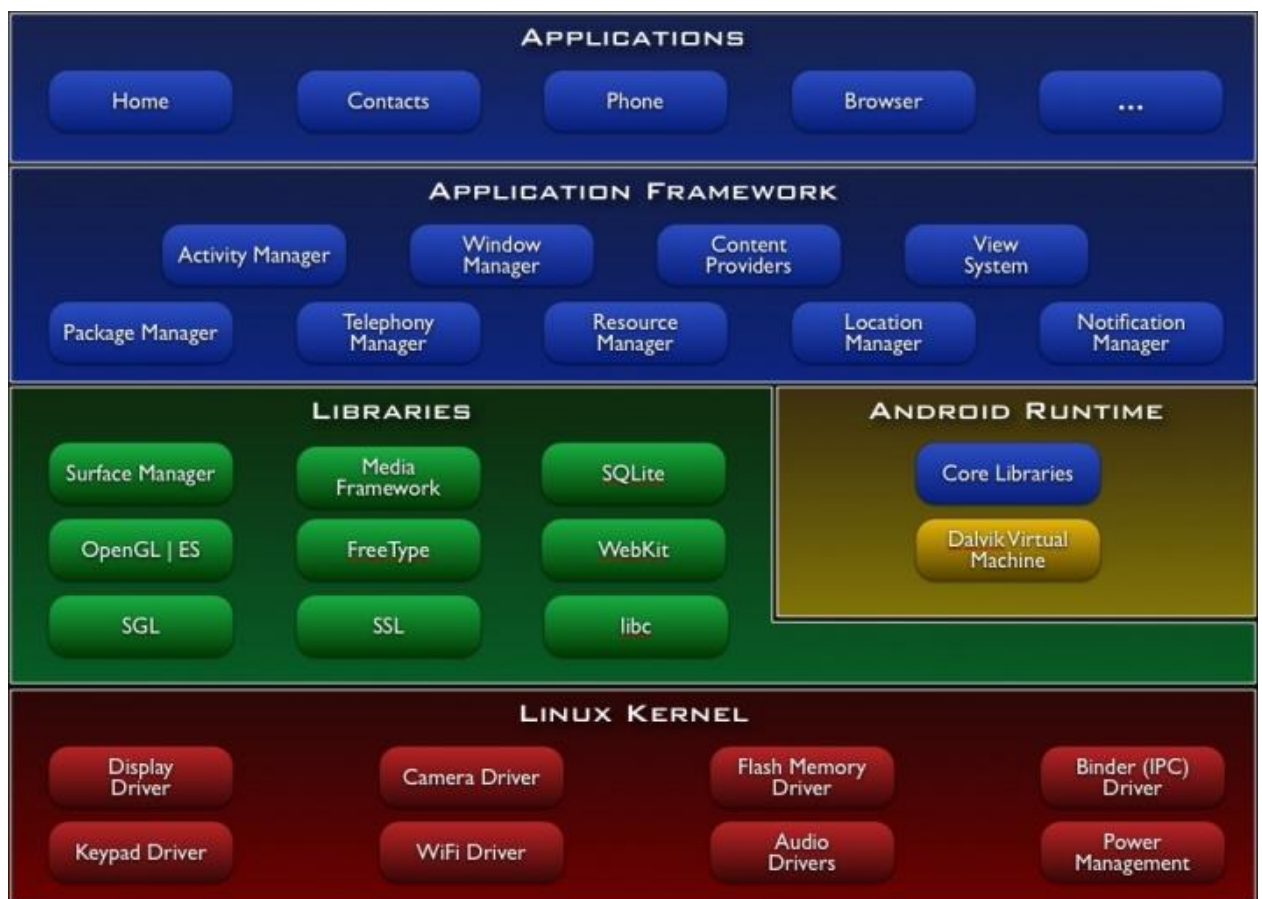 APPLICATIONS
Home
Contacts
Phone
Browser
...
APPLICATION FRAMEWORK
Activity Manager
Window
Manager
Content
Providers
View
System
Package Manager
Telephony
Manager
Resource
Manager
Location
Manager
Notification
Manager
LIBRARIES
Surface Manager
Media
Framework
SQLite
OpenGL | ES
FreeType
WebKit
SGL
SSL
libc
ANDROID RUNTIME
Core Libraries
Dalvik Virtual
Machine
LINUX KERNEL
Display
Driver
Camera Driver
Flash Memory
Driver
Binder (IPC)
Driver
Keypad Driver
WiFi Driver
Audio
Drivers
Power
Management